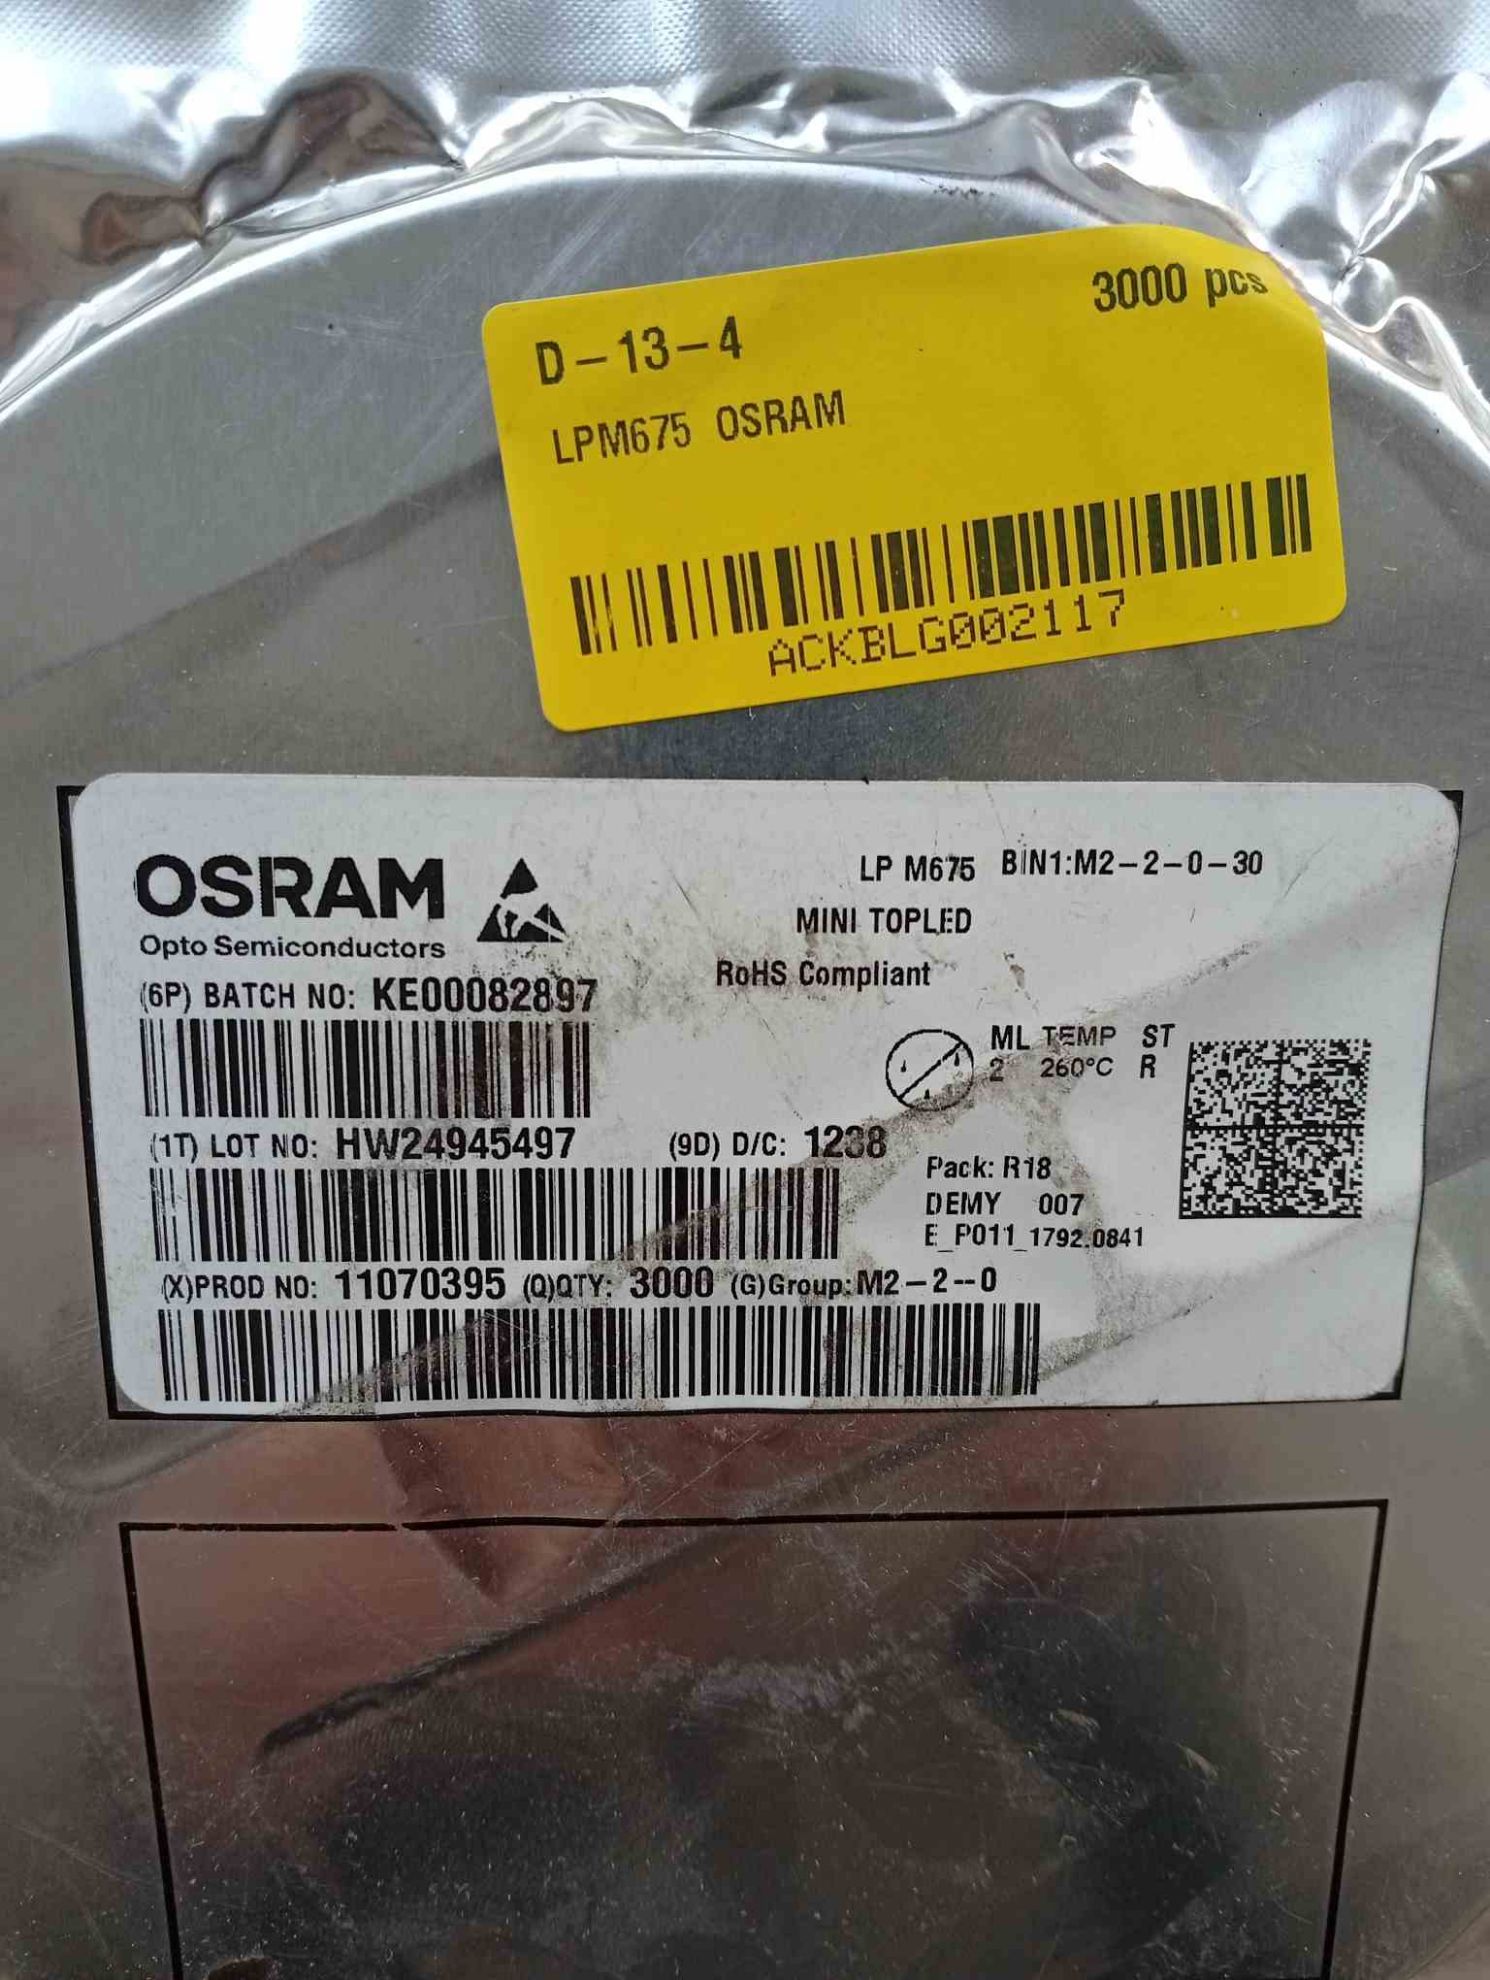 D-13-4 3000 pcs
LPM675 OSRAM
ACKBLG002117
OSRAM
Opto Semiconductors
LP M675 BIN1:M2-2-0-30
MINI TOPLED
RoHS Compliant
(6P) BATCH NO: KE00082897
ML TEMP ST
2 260°C R
(1T) LOT NO: HW24945497 (9D) D/C: 1238
Pack: R18
DEMY 007
E_P011_1792.0841
(X)PROD NO: 11070395 (Q)QTY: 3000 (G)Group: M2-2-0